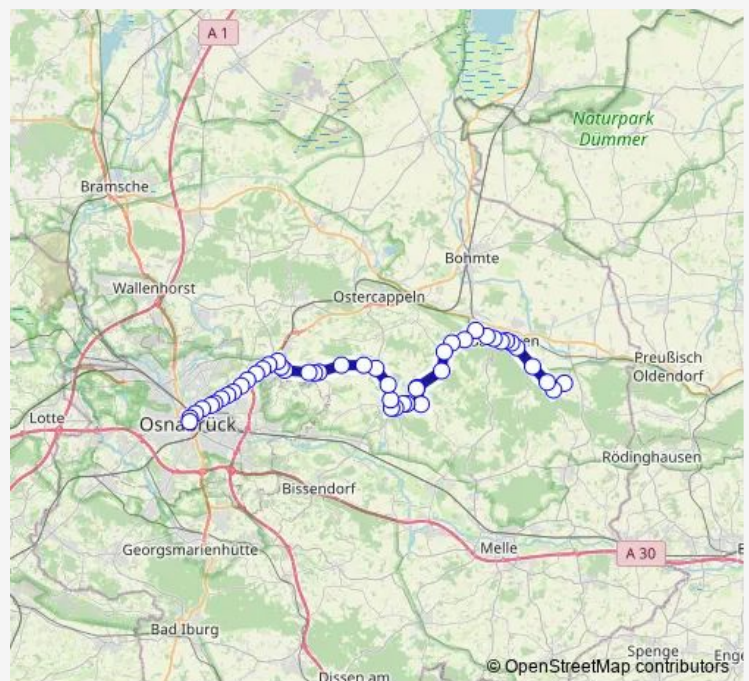 A 1
Naturpark
Dümmer
Bramsche
Bohmte
Wallenhorst
Ostercappeln
Preußisch
Oldendorf
Lotte
Osnabrück
Rödinghausen
Bissendorf
Georgsmarienhütte
Melle
A 30
Bad Iburg
Spenge
Dissen am
© OpenStreetMap contributors